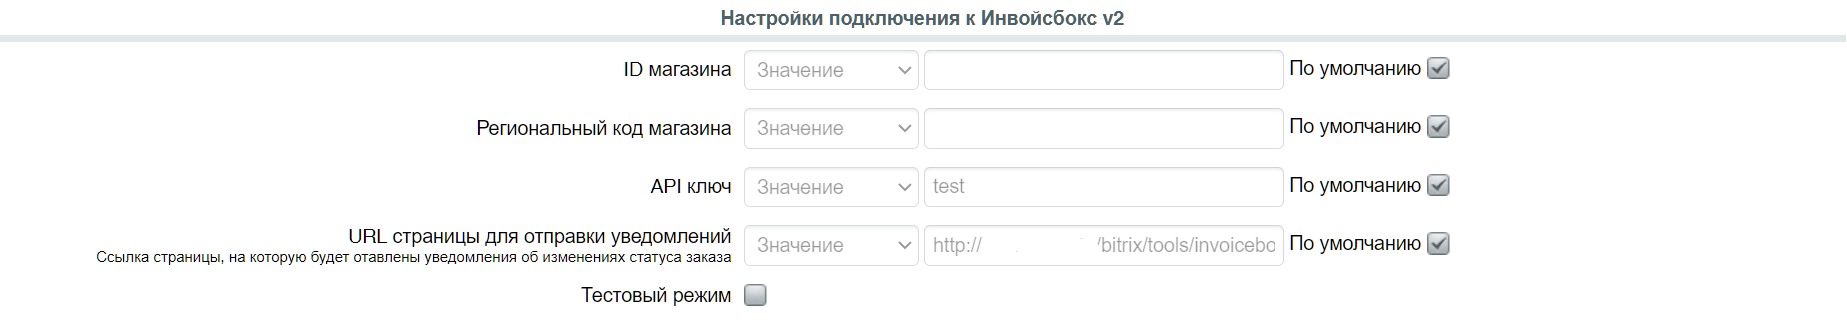 Настройки подключения к Инвойсбокс v2
ID магазина Значение По умолчанию
Региональный код магазина Значение По умолчанию
API ключ Значение test По умолчанию
URL страницы для отправки уведомлений Значение http:// /bitrix/tools/invoicebo По умолчанию
Ссылка страницы, на которую будет отавлены уведомления об изменениях статуса заказа
Тестовый режим